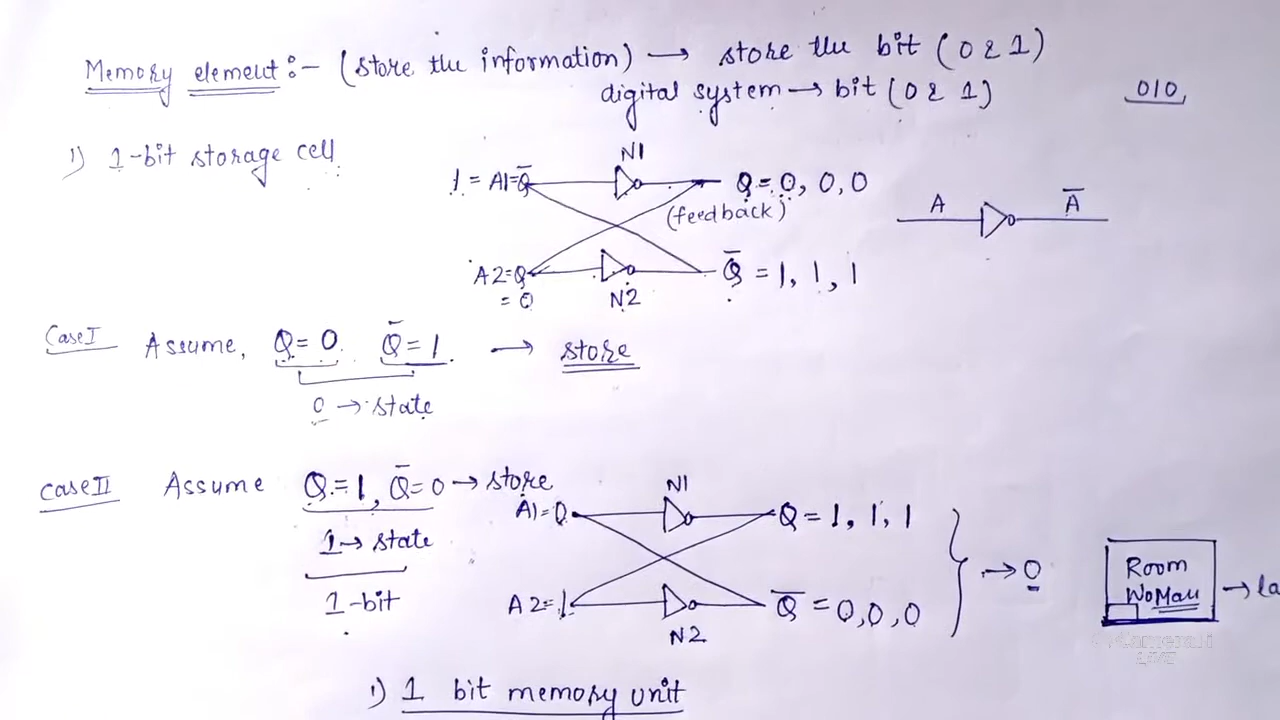 Memory element :- (store the information) → store the bit (0 & 1)
digital system → bit (0 & 1)
010
1) 1-bit storage cell
N1
1 = A1 = Q̅
Q = 0, 0, 0
(feedback)
A
A̅
A2 = Q
= 0
N2
Q̅ = 1, 1, 1
Case I Assume, Q = 0 Q̅ = 1 → store
0 → state
Case II Assume Q = 1, Q̅ = 0 → store
1 → state
1-bit
N1
A1 = 0
Q = 1, 1, 1
A2 = 1
N2
Q̅ = 0, 0, 0
→ 0
Room
No Man
→ la
1) 1 bit memory unit